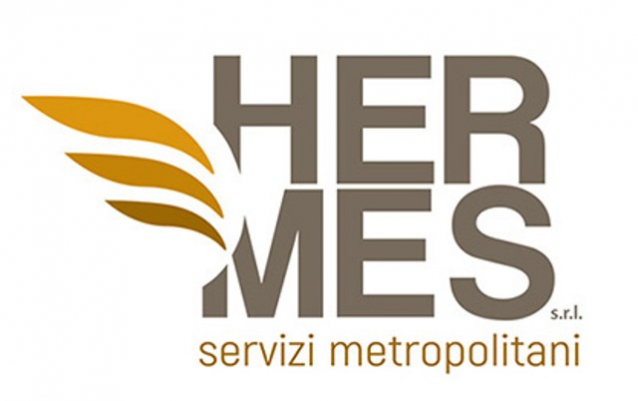 HER
MES
s.r.l.
servizi metropolitani